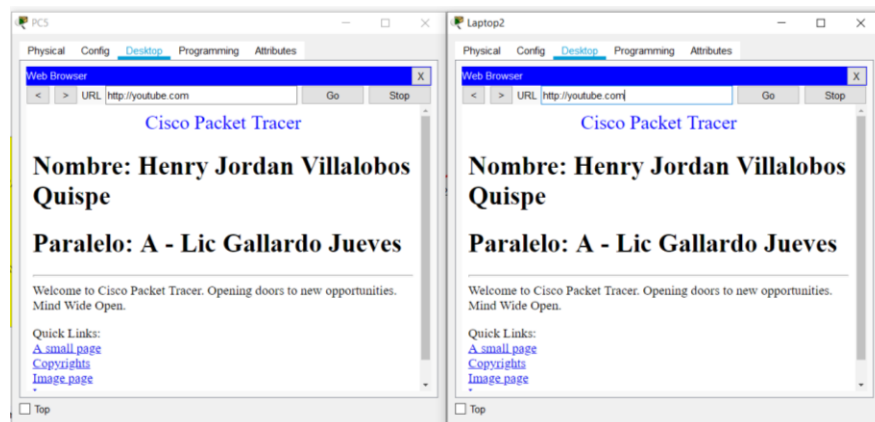 PC5
Physical Config Desktop Programming Attributes
Web Browser X
< > URL http://youtube.com Go Stop
Cisco Packet Tracer
Nombre: Henry Jordan Villalobos
Quispe
Paralelo: A - Lic Gallardo Jueves
Welcome to Cisco Packet Tracer. Opening doors to new opportunities.
Mind Wide Open.
Quick Links:
A small page
Copyrights
Image page
Top
Laptop2
Physical Config Desktop Programming Attributes
Web Browser X
< > URL http://youtube.com Go Stop
Cisco Packet Tracer
Nombre: Henry Jordan Villalobos
Quispe
Paralelo: A - Lic Gallardo Jueves
Welcome to Cisco Packet Tracer. Opening doors to new opportunities.
Mind Wide Open.
Quick Links:
A small page
Copyrights
Image page
Top